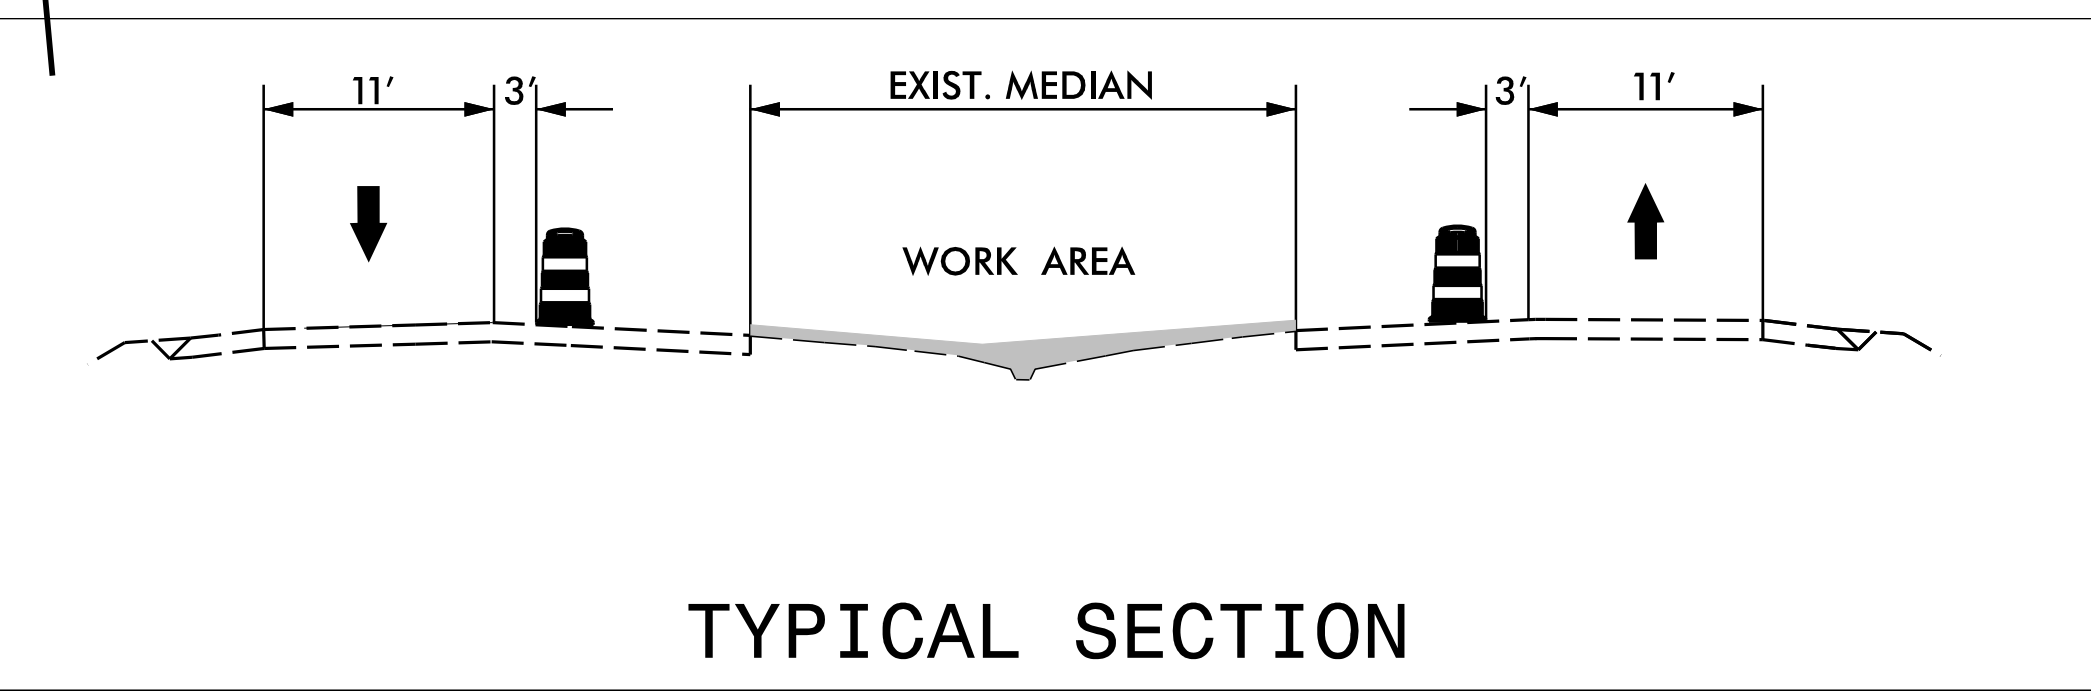 11' 3' EXIST. MEDIAN 3' 11'
WORK AREA
TYPICAL SECTION